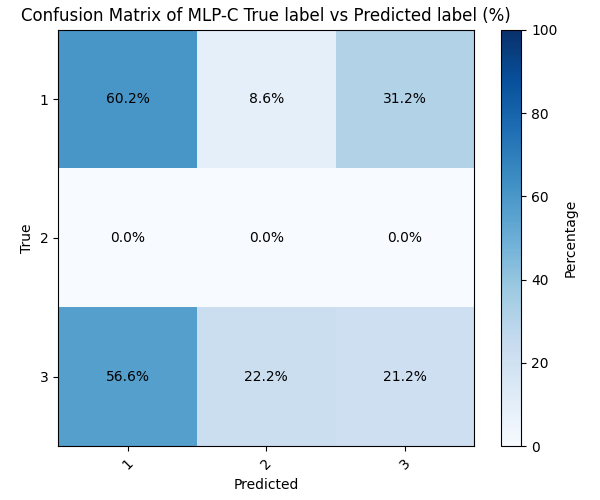 Confusion Matrix of MLP-C True label vs Predicted label (%)
1 60.2% 8.6% 31.2%
2 0.0% 0.0% 0.0%
3 56.6% 22.2% 21.2%
True
1 2 3
Predicted
100
80
60
40
20
0
Percentage